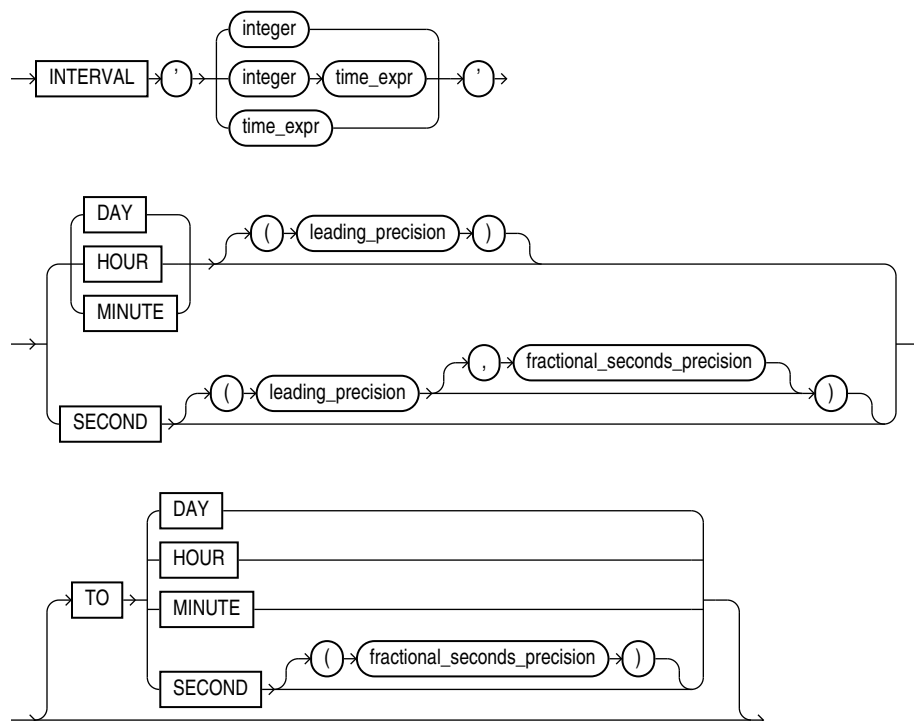 integer
INTERVAL ' integer time_expr '
time_expr
DAY
( leading_precision )
HOUR
MINUTE
, fractional_seconds_precision
( leading_precision )
SECOND
DAY
HOUR
TO MINUTE
( fractional_seconds_precision )
SECOND